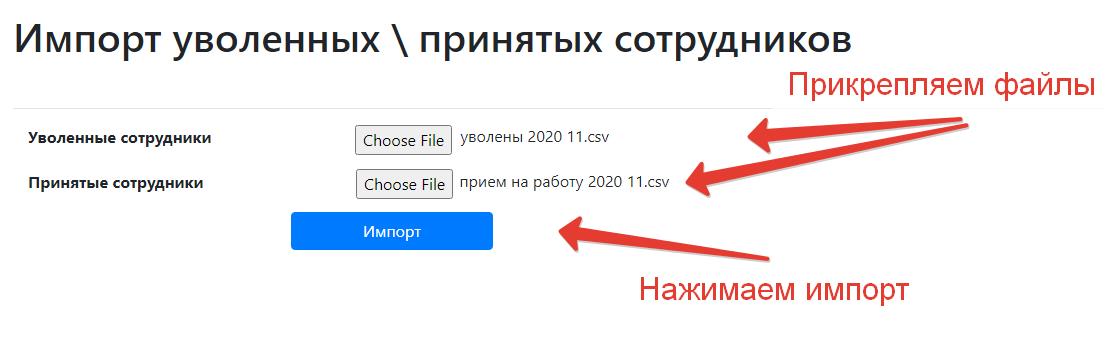 Импорт уволенных \ принятых сотрудников
Прикрепляем файлы
Уволенные сотрудники Choose File уволены 2020 11.csv
Принятые сотрудники Choose File прием на работу 2020 11.csv
Импорт
Нажимаем импорт